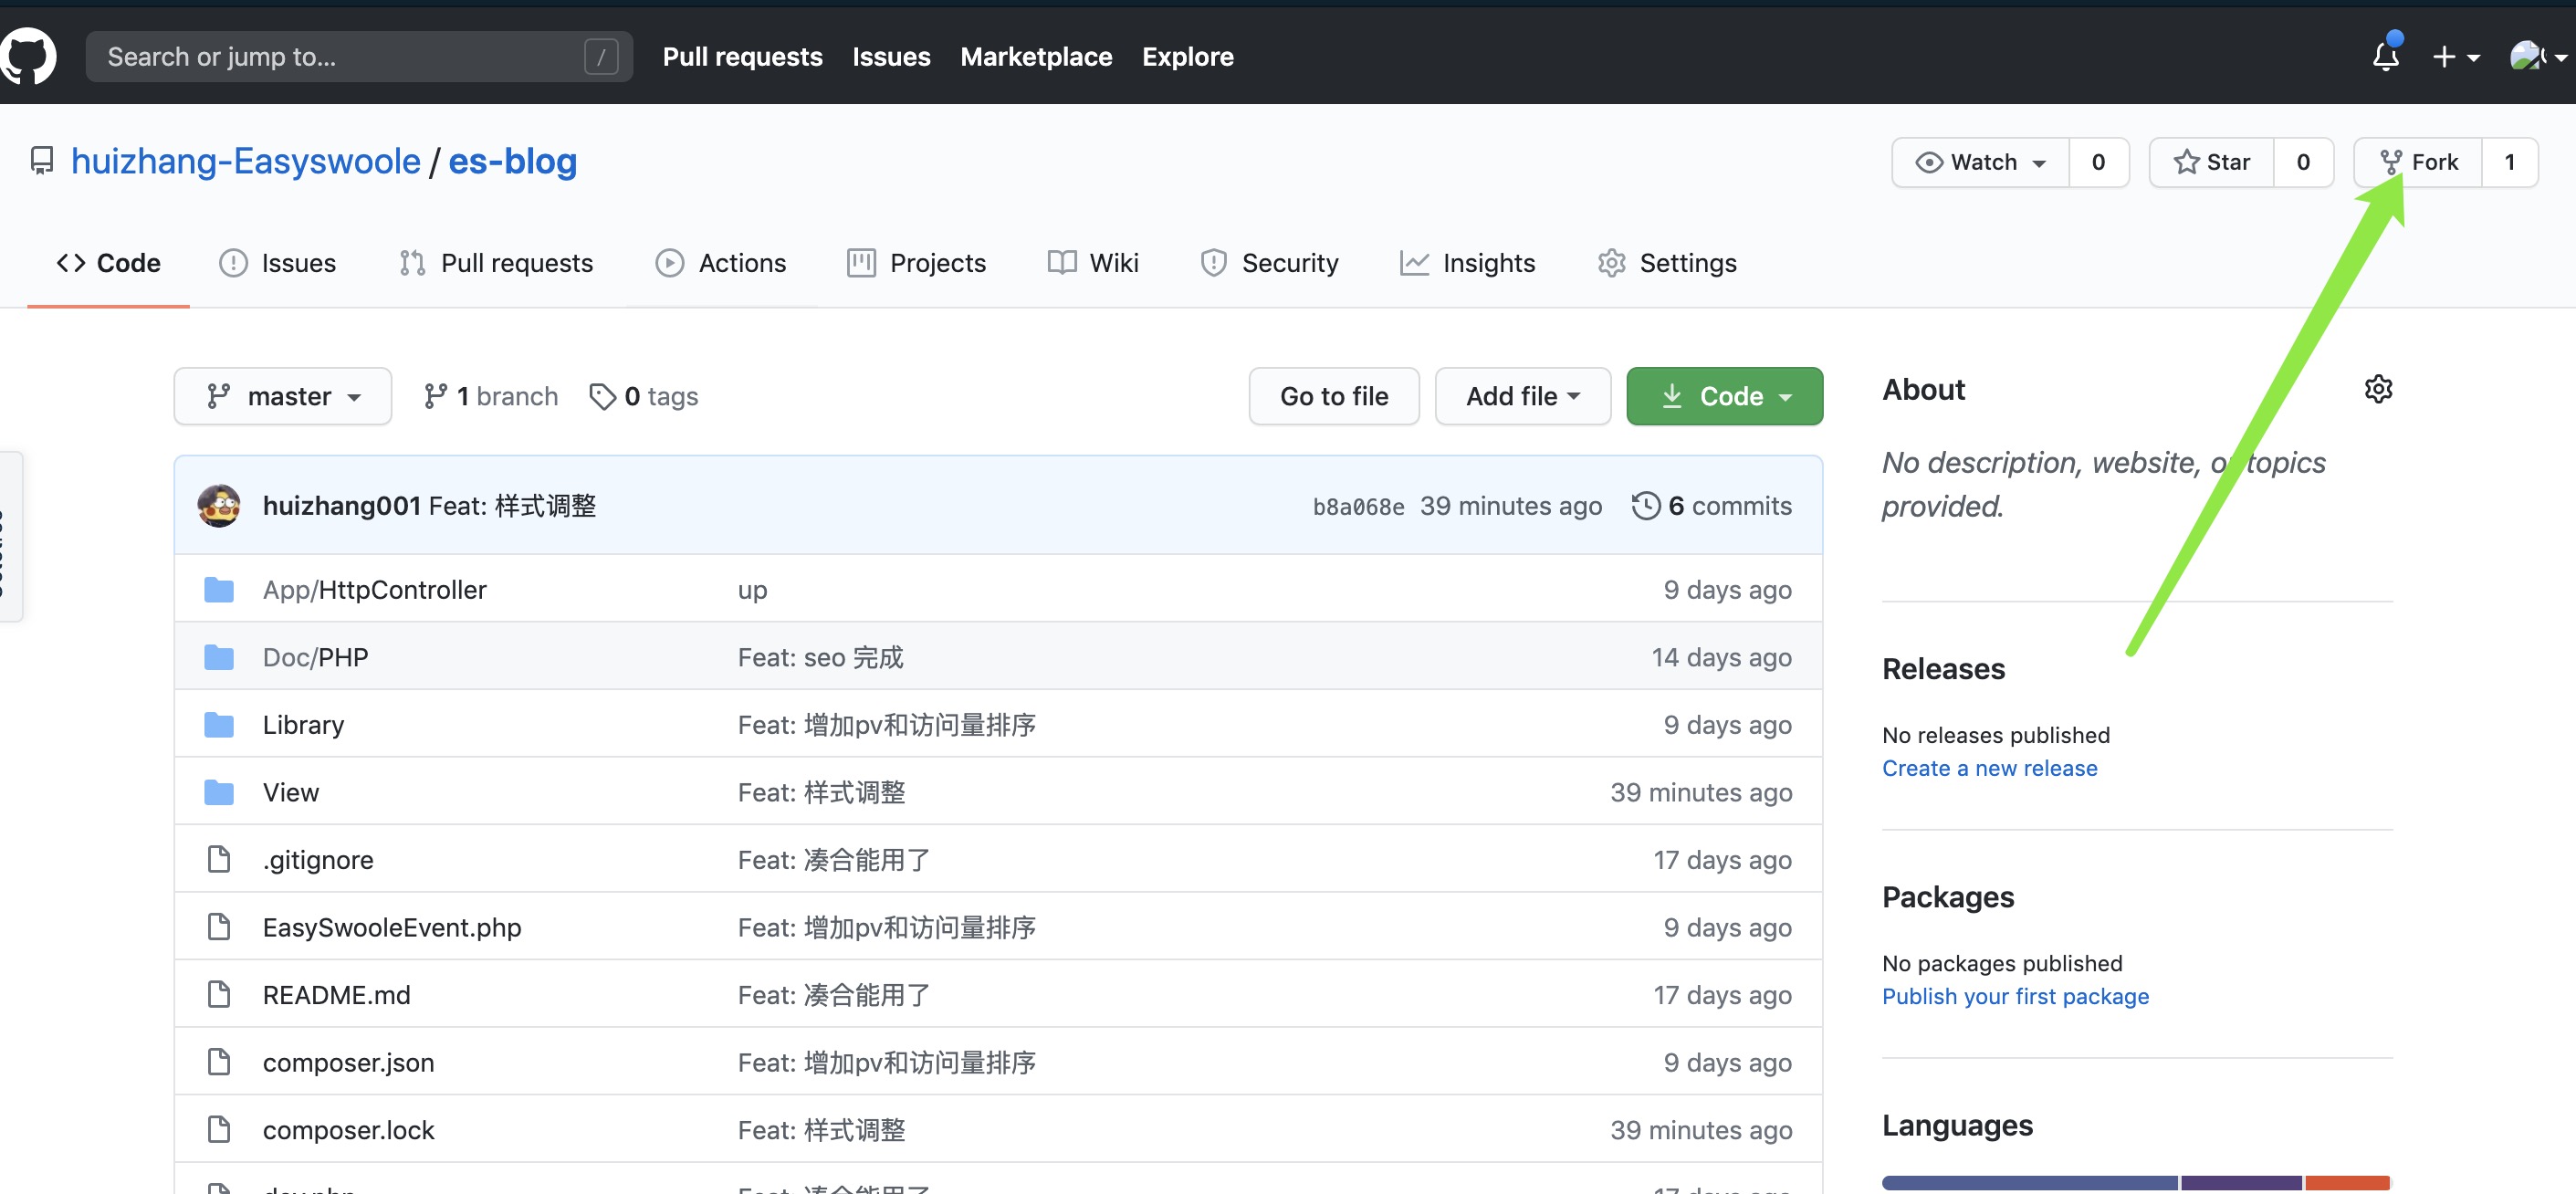 Search or jump to... /
Pull requests Issues Marketplace Explore
huizhang-Easyswoole / es-blog
Watch 0 Star 0 Fork 1
Code Issues Pull requests Actions Projects Wiki Security Insights Settings
master 1 branch 0 tags Go to file Add file Code
huizhang001 Feat: 样式调整 b8a068e 39 minutes ago 6 commits
App/HttpController up 9 days ago
Doc/PHP Feat: seo 完成 14 days ago
Library Feat: 增加pv和访问量排序 9 days ago
View Feat: 样式调整 39 minutes ago
.gitignore Feat: 凑合能用了 17 days ago
EasySwooleEvent.php Feat: 增加pv和访问量排序 9 days ago
README.md Feat: 凑合能用了 17 days ago
composer.json Feat: 增加pv和访问量排序 9 days ago
composer.lock Feat: 样式调整 39 minutes ago
About
No description, website, or topics
provided.
Releases
No releases published
Create a new release
Packages
No packages published
Publish your first package
Languages